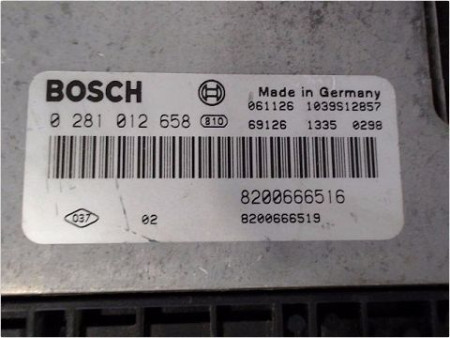 BOSCH
Made in Germany
061126 1039S12857
0 281 012 658 810
69126 1335 0298
8200666516
037 02 8200666519